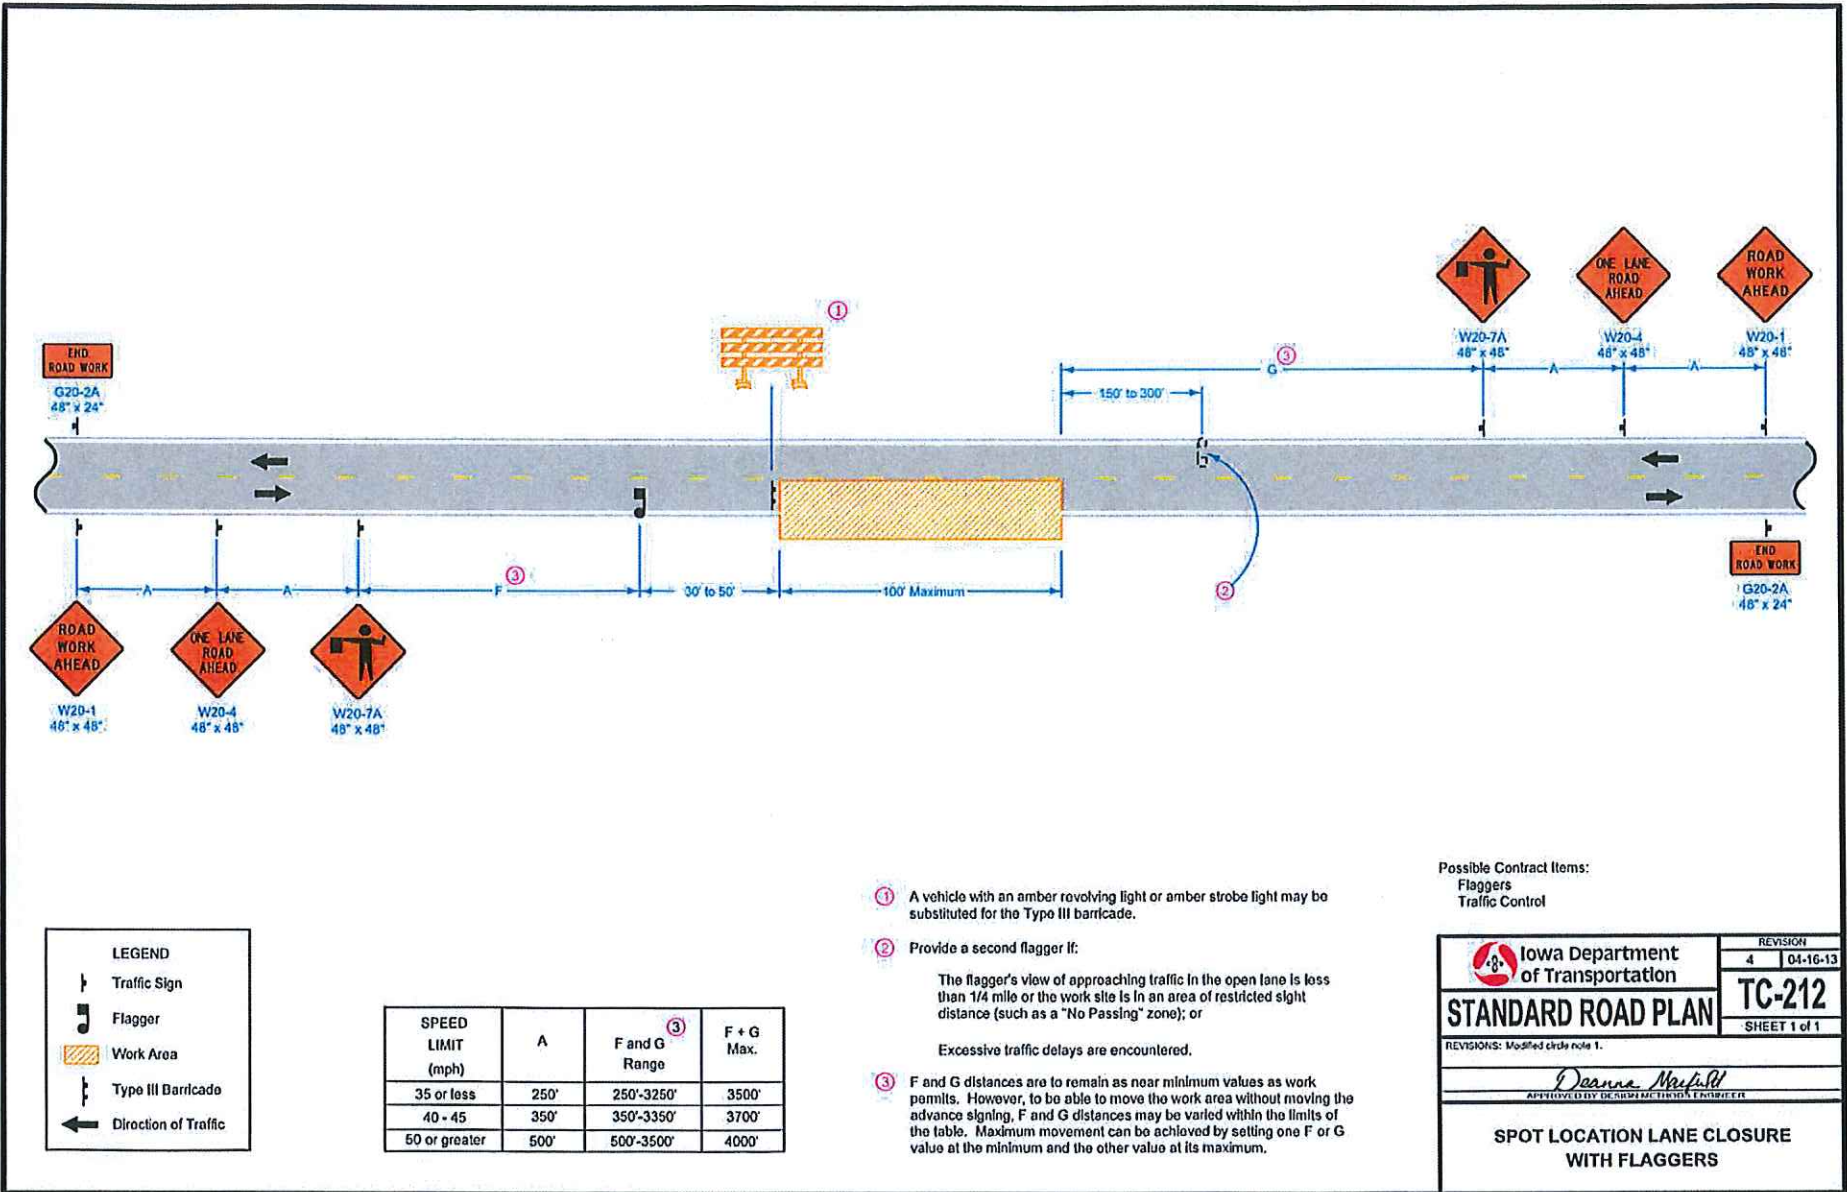 ①
END
ROAD WORK
G20-2A
48" x 24"
W20-7A
48" x 48"
ONE LANE
ROAD
AHEAD
W20-4
48" x 48"
ROAD
WORK
AHEAD
W20-1
48" x 48"
G ③
A
A
150' to 300'
A
A
F ③
30' to 50'
100' Maximum
②
END
ROAD WORK
G20-2A
48" x 24"
ROAD
WORK
AHEAD
W20-1
48" x 48"
ONE LANE
ROAD
AHEAD
W20-4
48" x 48"
W20-7A
48" x 48"
LEGEND
Traffic Sign
Flagger
Work Area
Type III Barricade
Direction of Traffic
SPEED LIMIT (mph) A F and G Range ③ F + G Max.
35 or less 250' 250'-3250' 3500'
40 - 45 350' 350'-3350' 3700'
50 or greater 500' 500'-3500' 4000'
① A vehicle with an amber revolving light or amber strobe light may be
substituted for the Type III barricade.
② Provide a second flagger if:
The flagger's view of approaching traffic in the open lane is less
than 1/4 mile or the work site is in an area of restricted sight
distance (such as a "No Passing" zone); or
Excessive traffic delays are encountered.
③ F and G distances are to remain as near minimum values as work
permits. However, to be able to move the work area without moving the
advance signing, F and G distances may be varied within the limits of
the table. Maximum movement can be achieved by setting one F or G
value at the minimum and the other value at its maximum.
Possible Contract Items:
Flaggers
Traffic Control
Iowa Department
of Transportation
STANDARD ROAD PLAN
REVISION
4 04-16-13
TC-212
SHEET 1 of 1
REVISIONS: Modified circle note 1.
Deanna Maifield
APPROVED BY DESIGN METHODS ENGINEER
SPOT LOCATION LANE CLOSURE
WITH FLAGGERS